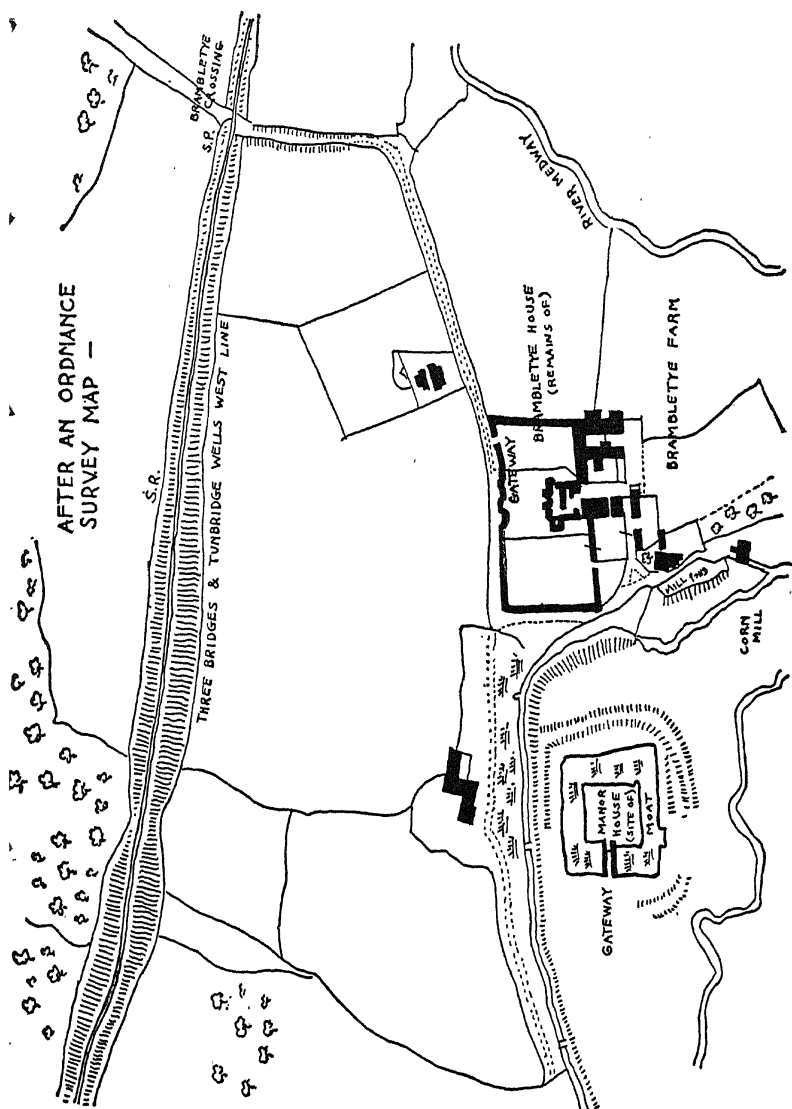 AFTER AN ORDNANCE
SURVEY MAP —
BRAMBLETYE
CROSSING
S.P.
S.R.
THREE BRIDGES & TUNBRIDGE WELLS WEST LINE
RIVER MEDWAY
BRAMBLETYE HOUSE
(REMAINS OF)
GATEWAY
BRAMBLETYE FARM
MILL POND
CORN
MILL
MANOR
HOUSE
(SITE OF)
MOAT
GATEWAY